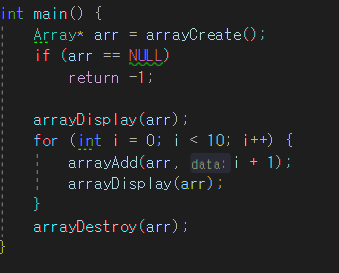 int main() {
    Array* arr = arrayCreate();
    if (arr == NULL)
        return -1;

    arrayDisplay(arr);
    for (int i = 0; i < 10; i++) {
        arrayAdd(arr, data: i + 1);
        arrayDisplay(arr);
    }
    arrayDestroy(arr);
}